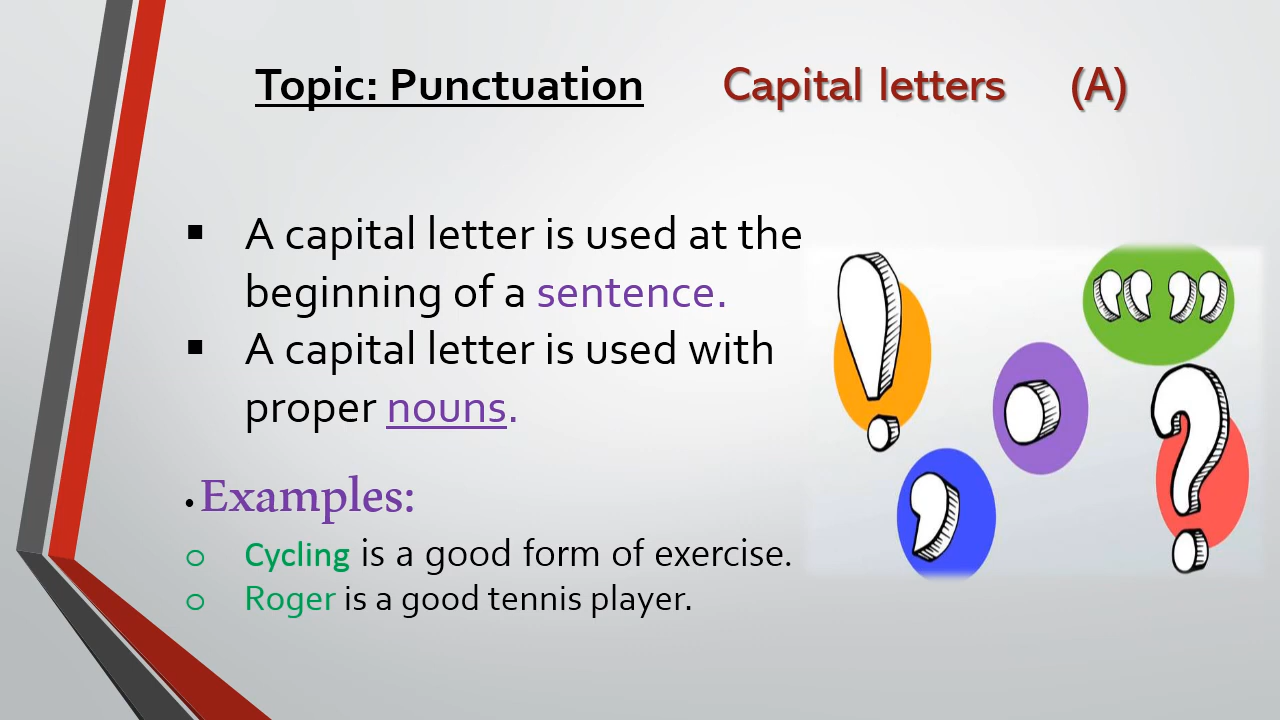 Topic: Punctuation Capital letters (A)
▪ A capital letter is used at the
beginning of a sentence.
▪ A capital letter is used with
proper nouns.
• Examples:
o Cycling is a good form of exercise.
o Roger is a good tennis player.